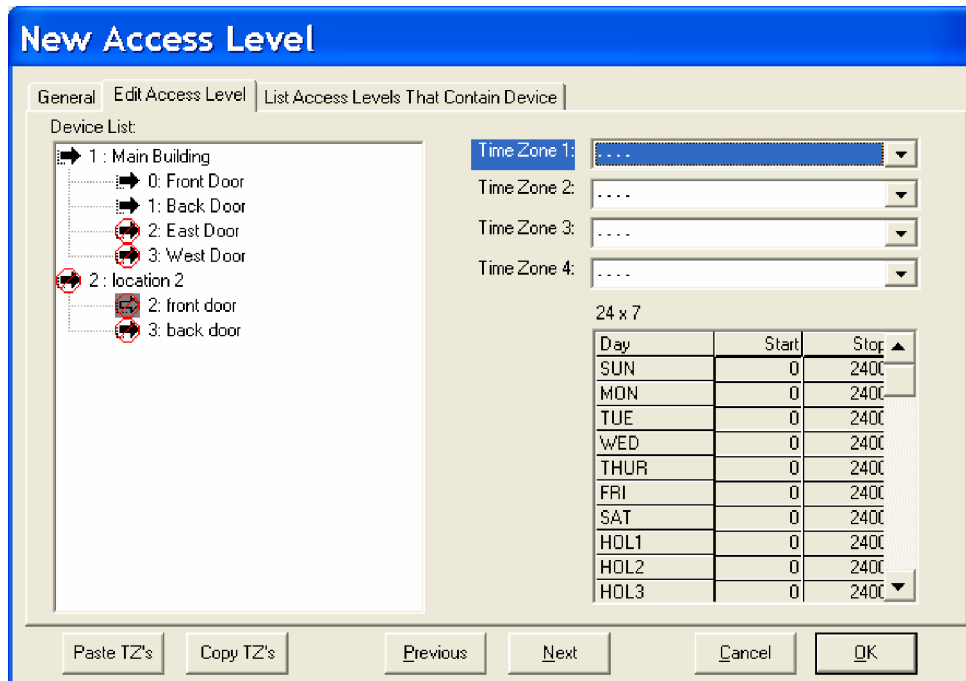 New Access Level
General Edit Access Level List Access Levels That Contain Device
Device List:
1 : Main Building
0: Front Door
1: Back Door
2: East Door
3: West Door
2 : location 2
2: front door
3: back door
Time Zone 1: ....
Time Zone 2: ....
Time Zone 3: ....
Time Zone 4: ....
24 x 7
Day Start Stop
SUN 0 2400
MON 0 2400
TUE 0 2400
WED 0 2400
THUR 0 2400
FRI 0 2400
SAT 0 2400
HOL1 0 2400
HOL2 0 2400
HOL3 0 2400
Paste TZ's Copy TZ's Previous Next Cancel OK